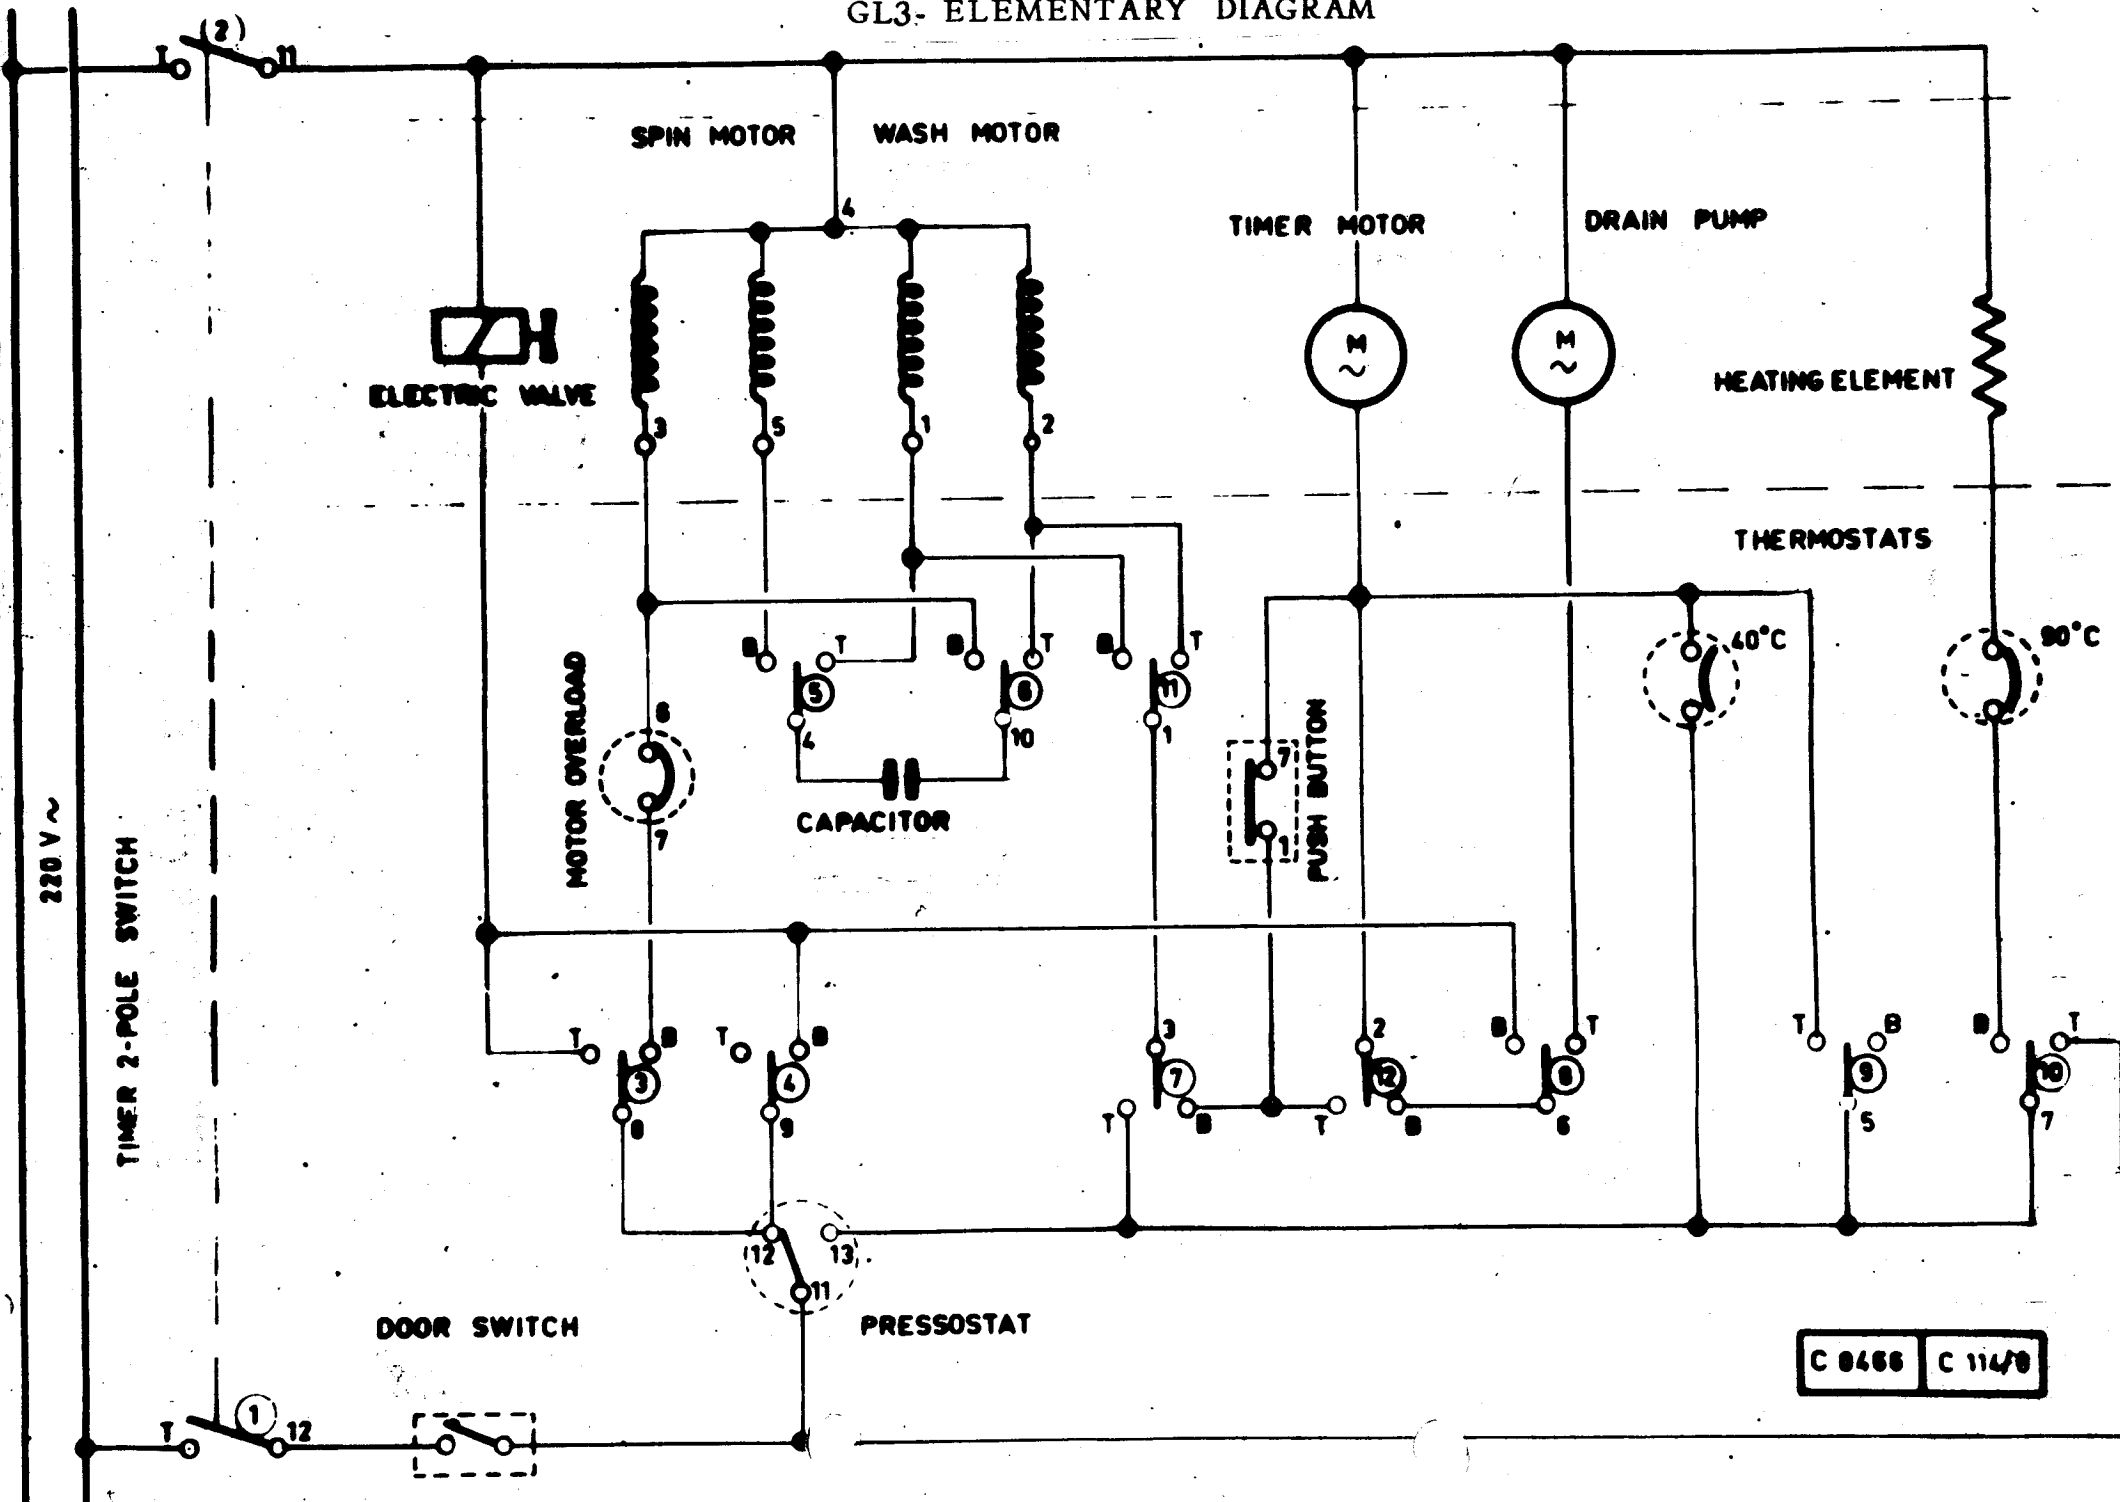 GL3- ELEMENTARY DIAGRAM
(2)
T 11
SPIN MOTOR WASH MOTOR
4
TIMER MOTOR
DRAIN PUMP
M
~
M
~
ELECTRIC VALVE
HEATING ELEMENT
3 5 1 2
THERMOSTATS
40°C
90°C
B T B T B T
5 6 11
4 10 1
MOTOR OVERLOAD
6
7
CAPACITOR
7
1
PUSH BUTTON
220 V ~
TIMER 2-POLE SWITCH
T B T B 3 2 B T T B B T
3 4 7 12 8 9 10
8 9 T B T B 6 5 7
12 13
11
DOOR SWITCH
PRESSOSTAT
C 8466 C 114/8
T 1 12